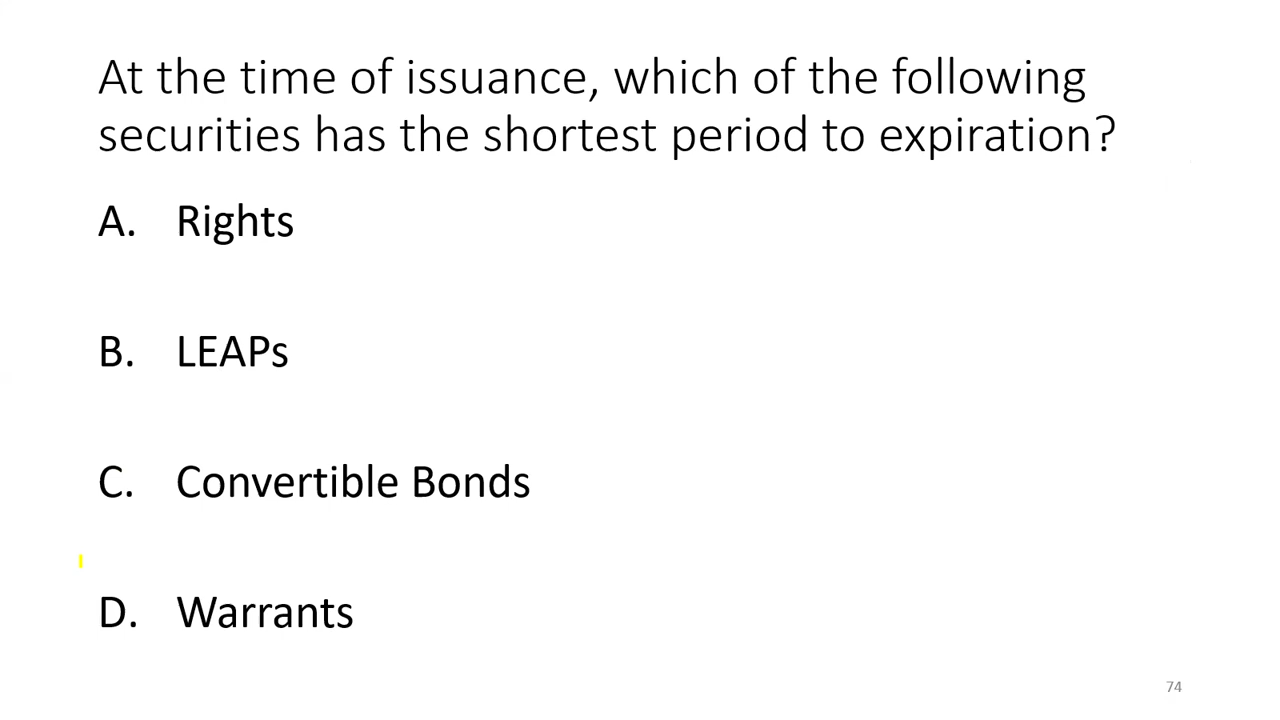 At the time of issuance, which of the following
securities has the shortest period to expiration?
A. Rights
B. LEAPs
C. Convertible Bonds
D. Warrants
74